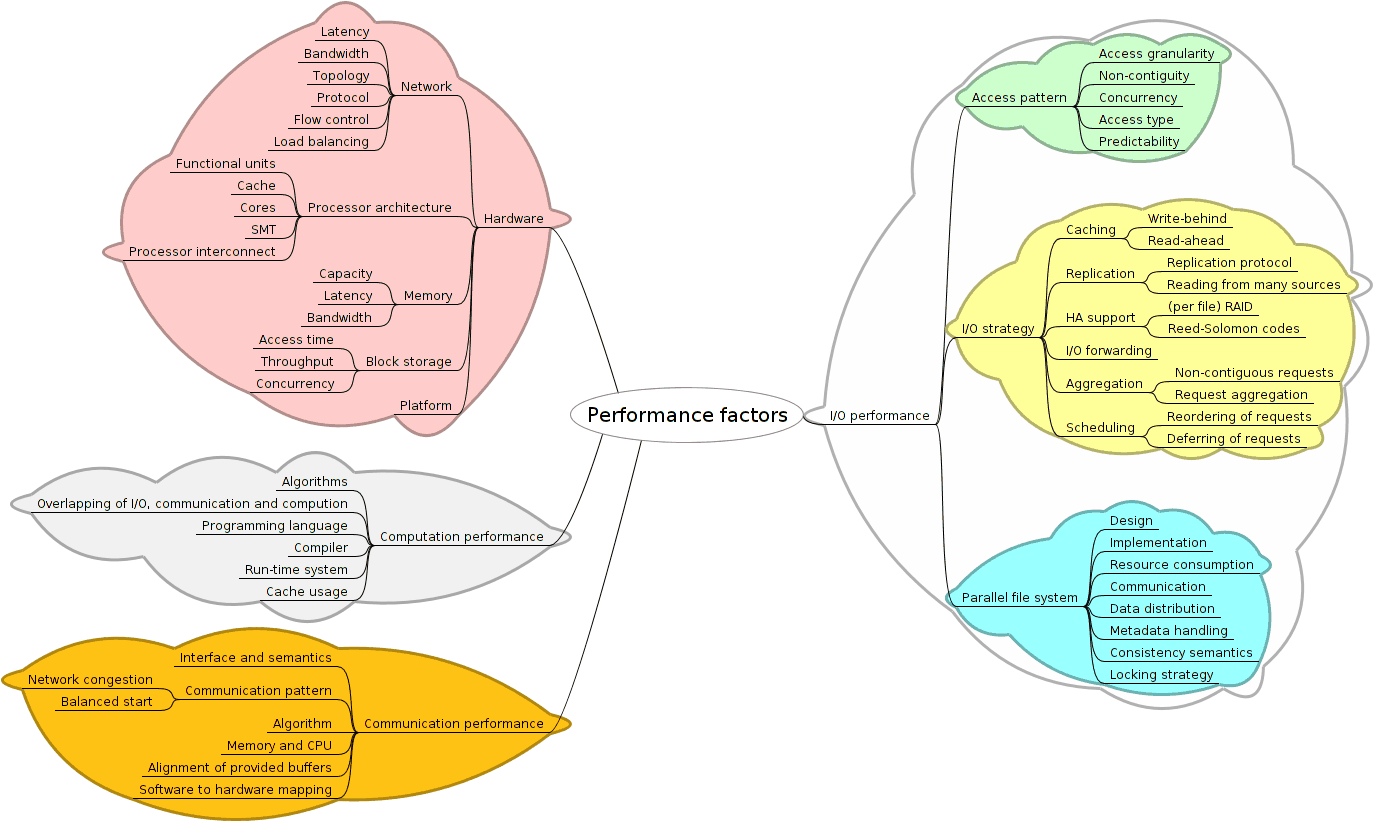 Performance factors
Hardware
Network
Latency
Bandwidth
Topology
Protocol
Flow control
Load balancing
Processor architecture
Functional units
Cache
Cores
SMT
Processor interconnect
Memory
Capacity
Latency
Bandwidth
Block storage
Access time
Throughput
Concurrency
Platform
Computation performance
Algorithms
Overlapping of I/O, communication and compution
Programming language
Compiler
Run-time system
Cache usage
Communication performance
Interface and semantics
Communication pattern
Network congestion
Balanced start
Algorithm
Memory and CPU
Alignment of provided buffers
Software to hardware mapping
I/O performance
Access pattern
Access granularity
Non-contiguity
Concurrency
Access type
Predictability
I/O strategy
Caching
Write-behind
Read-ahead
Replication
Replication protocol
Reading from many sources
HA support
(per file) RAID
Reed-Solomon codes
I/O forwarding
Aggregation
Non-contiguous requests
Request aggregation
Scheduling
Reordering of requests
Deferring of requests
Parallel file system
Design
Implementation
Resource consumption
Communication
Data distribution
Metadata handling
Consistency semantics
Locking strategy